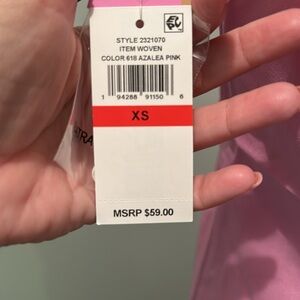 STYLE 2321070
ITEM WOVEN
COLOR 618 AZALEA PINK
1 94288 91150 6
XS
MSRP $59.00